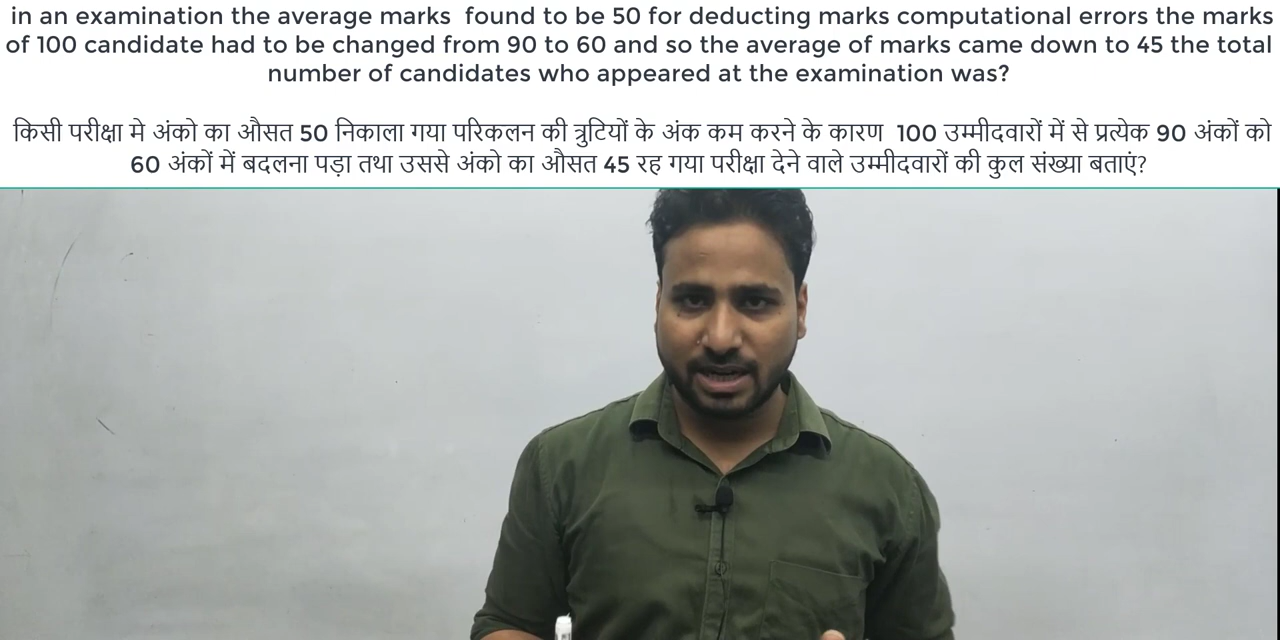 in an examination the average marks found to be 50 for deducting marks computational errors the marks
of 100 candidate had to be changed from 90 to 60 and so the average of marks came down to 45 the total
number of candidates who appeared at the examination was?
किसी परीक्षा मे अंको का औसत 50 निकाला गया परिकलन की त्रुटियों के अंक कम करने के कारण 100 उम्मीदवारों में से प्रत्येक 90 अंकों को
60 अंकों में बदलना पड़ा तथा उससे अंको का औसत 45 रह गया परीक्षा देने वाले उम्मीदवारों की कुल संख्या बताएं?